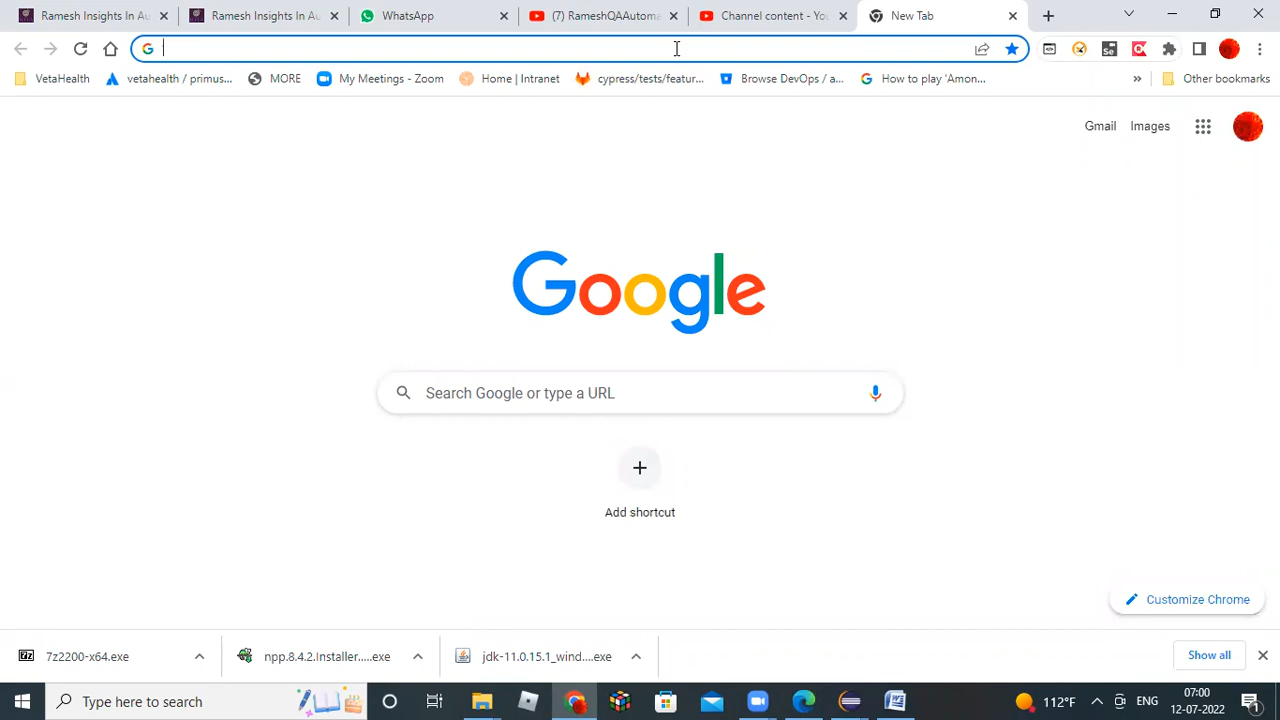 Ramesh Insights In Au
Ramesh Insights In Au
WhatsApp
(7) RameshQAAutoma
Channel content - You
New Tab
VetaHealth
vetahealth / primus...
MORE
My Meetings - Zoom
Home | Intranet
cypress/tests/featur...
Browse DevOps / a...
How to play 'Amon...
»
Other bookmarks
Gmail
Images
Google
Search Google or type a URL
Add shortcut
Customize Chrome
7z2200-x64.exe
npp.8.4.2.Installer.....exe
jdk-11.0.15.1_wind....exe
Show all
Type here to search
112°F
ENG
07:00
12-07-2022